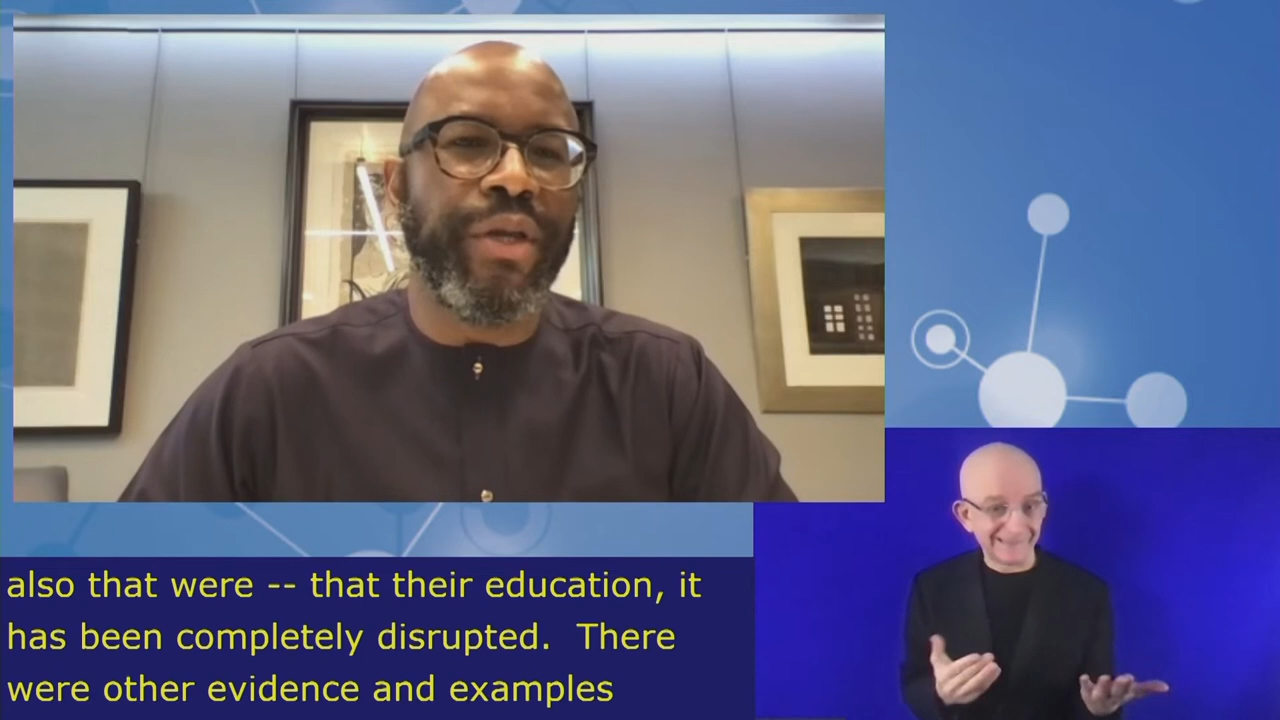 also that were -- that their education, it
has been completely disrupted.  There
were other evidence and examples